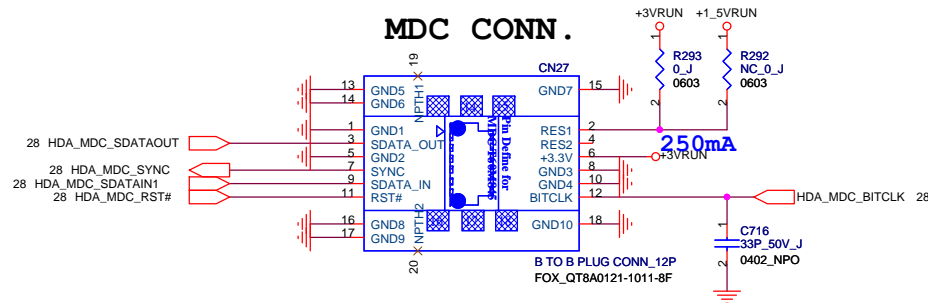 MDC CONN.
+3VRUN
+1_5VRUN
1
1
R293
0_J
0603
R292
NC_0_J
0603
2
2
19
CN27
13
GND5
14
GND6
NPTH1
GND7
15
1
GND1
28 HDA_MDC_SDATAOUT
3
SDATA_OUT
5
GND2
28 HDA_MDC_SYNC
7
SYNC
28 HDA_MDC_SDATAIN1
9
SDATA_IN
28 HDA_MDC_RST#
11
RST#
Pin Define for
RES1
2
RES2
4
+3.3V
6
GND3
8
GND4
10
BITCLK
12
250mA
+3VRUN
HDA_MDC_BITCLK 28
16
GND8
17
GND9
NPTH2
GND10
18
20
1
C716
33P_50V_J
0402_NPO
2
B TO B PLUG CONN_12P
FOX_QT8A0121-1011-8F